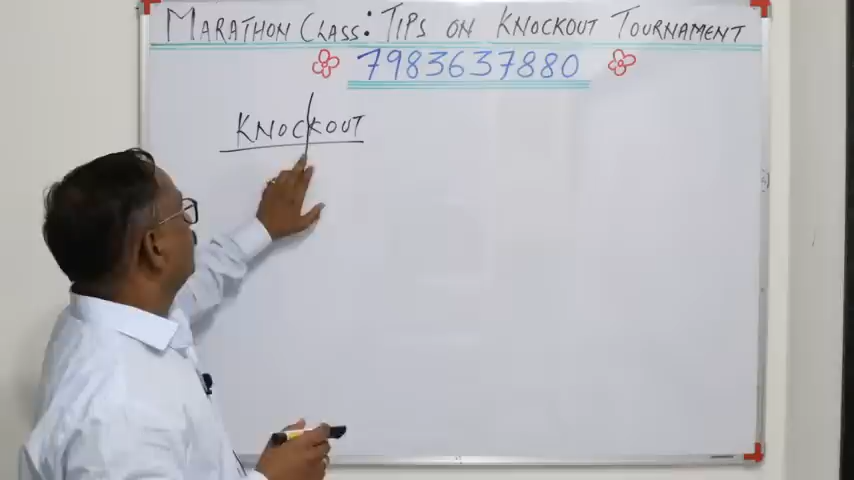 MARATHON CLASS: TIPS ON KNOCKOUT TOURNAMENT
7983637880
KNOCKOUT